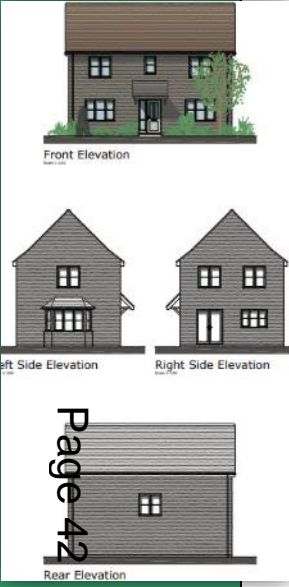 Front Elevation
eft Side Elevation
Right Side Elevation
Page 42
Rear Elevation